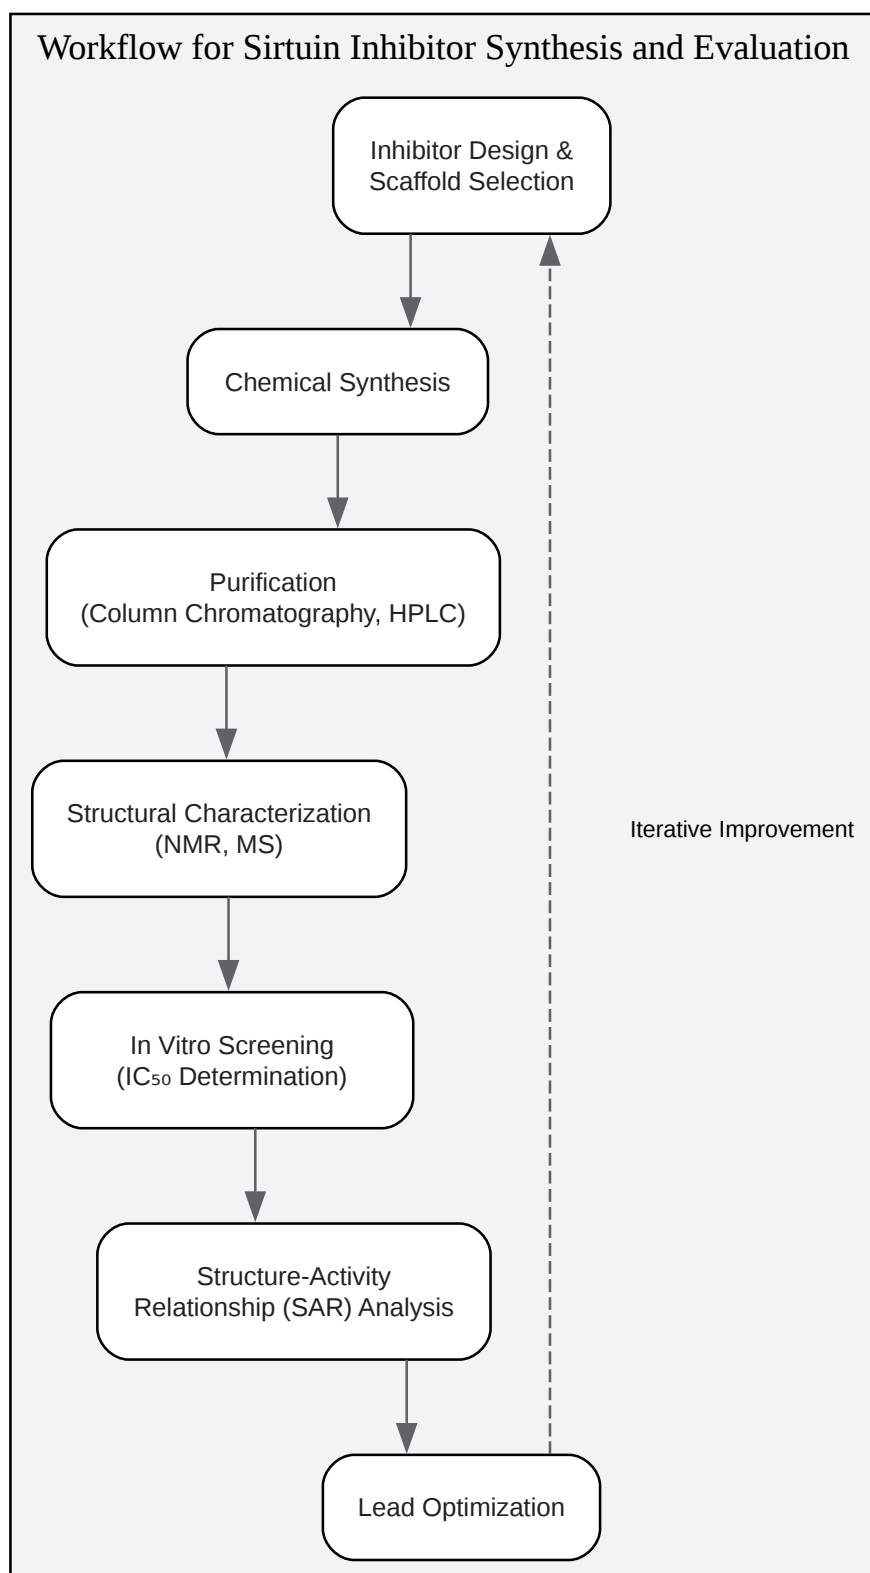 Workflow for Sirtuin Inhibitor Synthesis and Evaluation
Inhibitor Design &
Scaffold Selection
Chemical Synthesis
Purification
(Column Chromatography, HPLC)
Structural Characterization
(NMR, MS)
Iterative Improvement
In Vitro Screening
(IC₅₀ Determination)
Structure-Activity
Relationship (SAR) Analysis
Lead Optimization